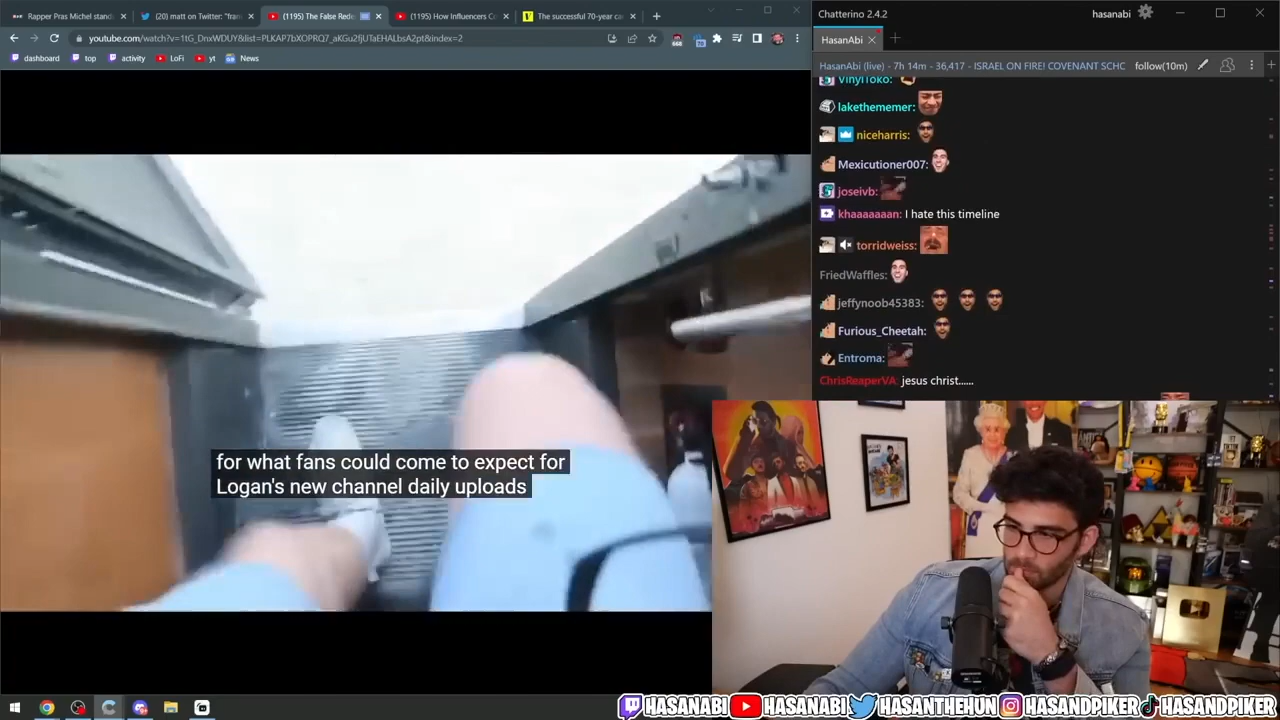 Rapper Pras Michel stand
(20) matt on Twitter: "fran
(1195) The False Rede
(1195) How Influencers C
The successful 70-year ca
youtube.com/watch?v=1tG_DnxWDUY&list=PLKAP7bXOPRQ7_aKGu2fjUTaEHALbsA2pt&index=2
dashboard
top
activity
LoFi
yt
News
for what fans could come to expect for
Logan's new channel daily uploads
Chatterino 2.4.2
hasanabi
HasanAbi
HasanAbi (live) - 7h 14m - 36,417 - ISRAEL ON FIRE! COVENANT SCHC
follow(10m)
VinylToko:
lakethememer:
niceharris:
Mexicutioner007:
joseivb:
khaaaaaaan: I hate this timeline
torridweiss:
FriedWaffles:
jeffynoob45383:
Furious_Cheetah:
Entroma:
ChrisReaperVA: jesus christ......
HASANABI
HASANABI
HASANTHEHUN
HASANDPIKER
HASANDPIKER